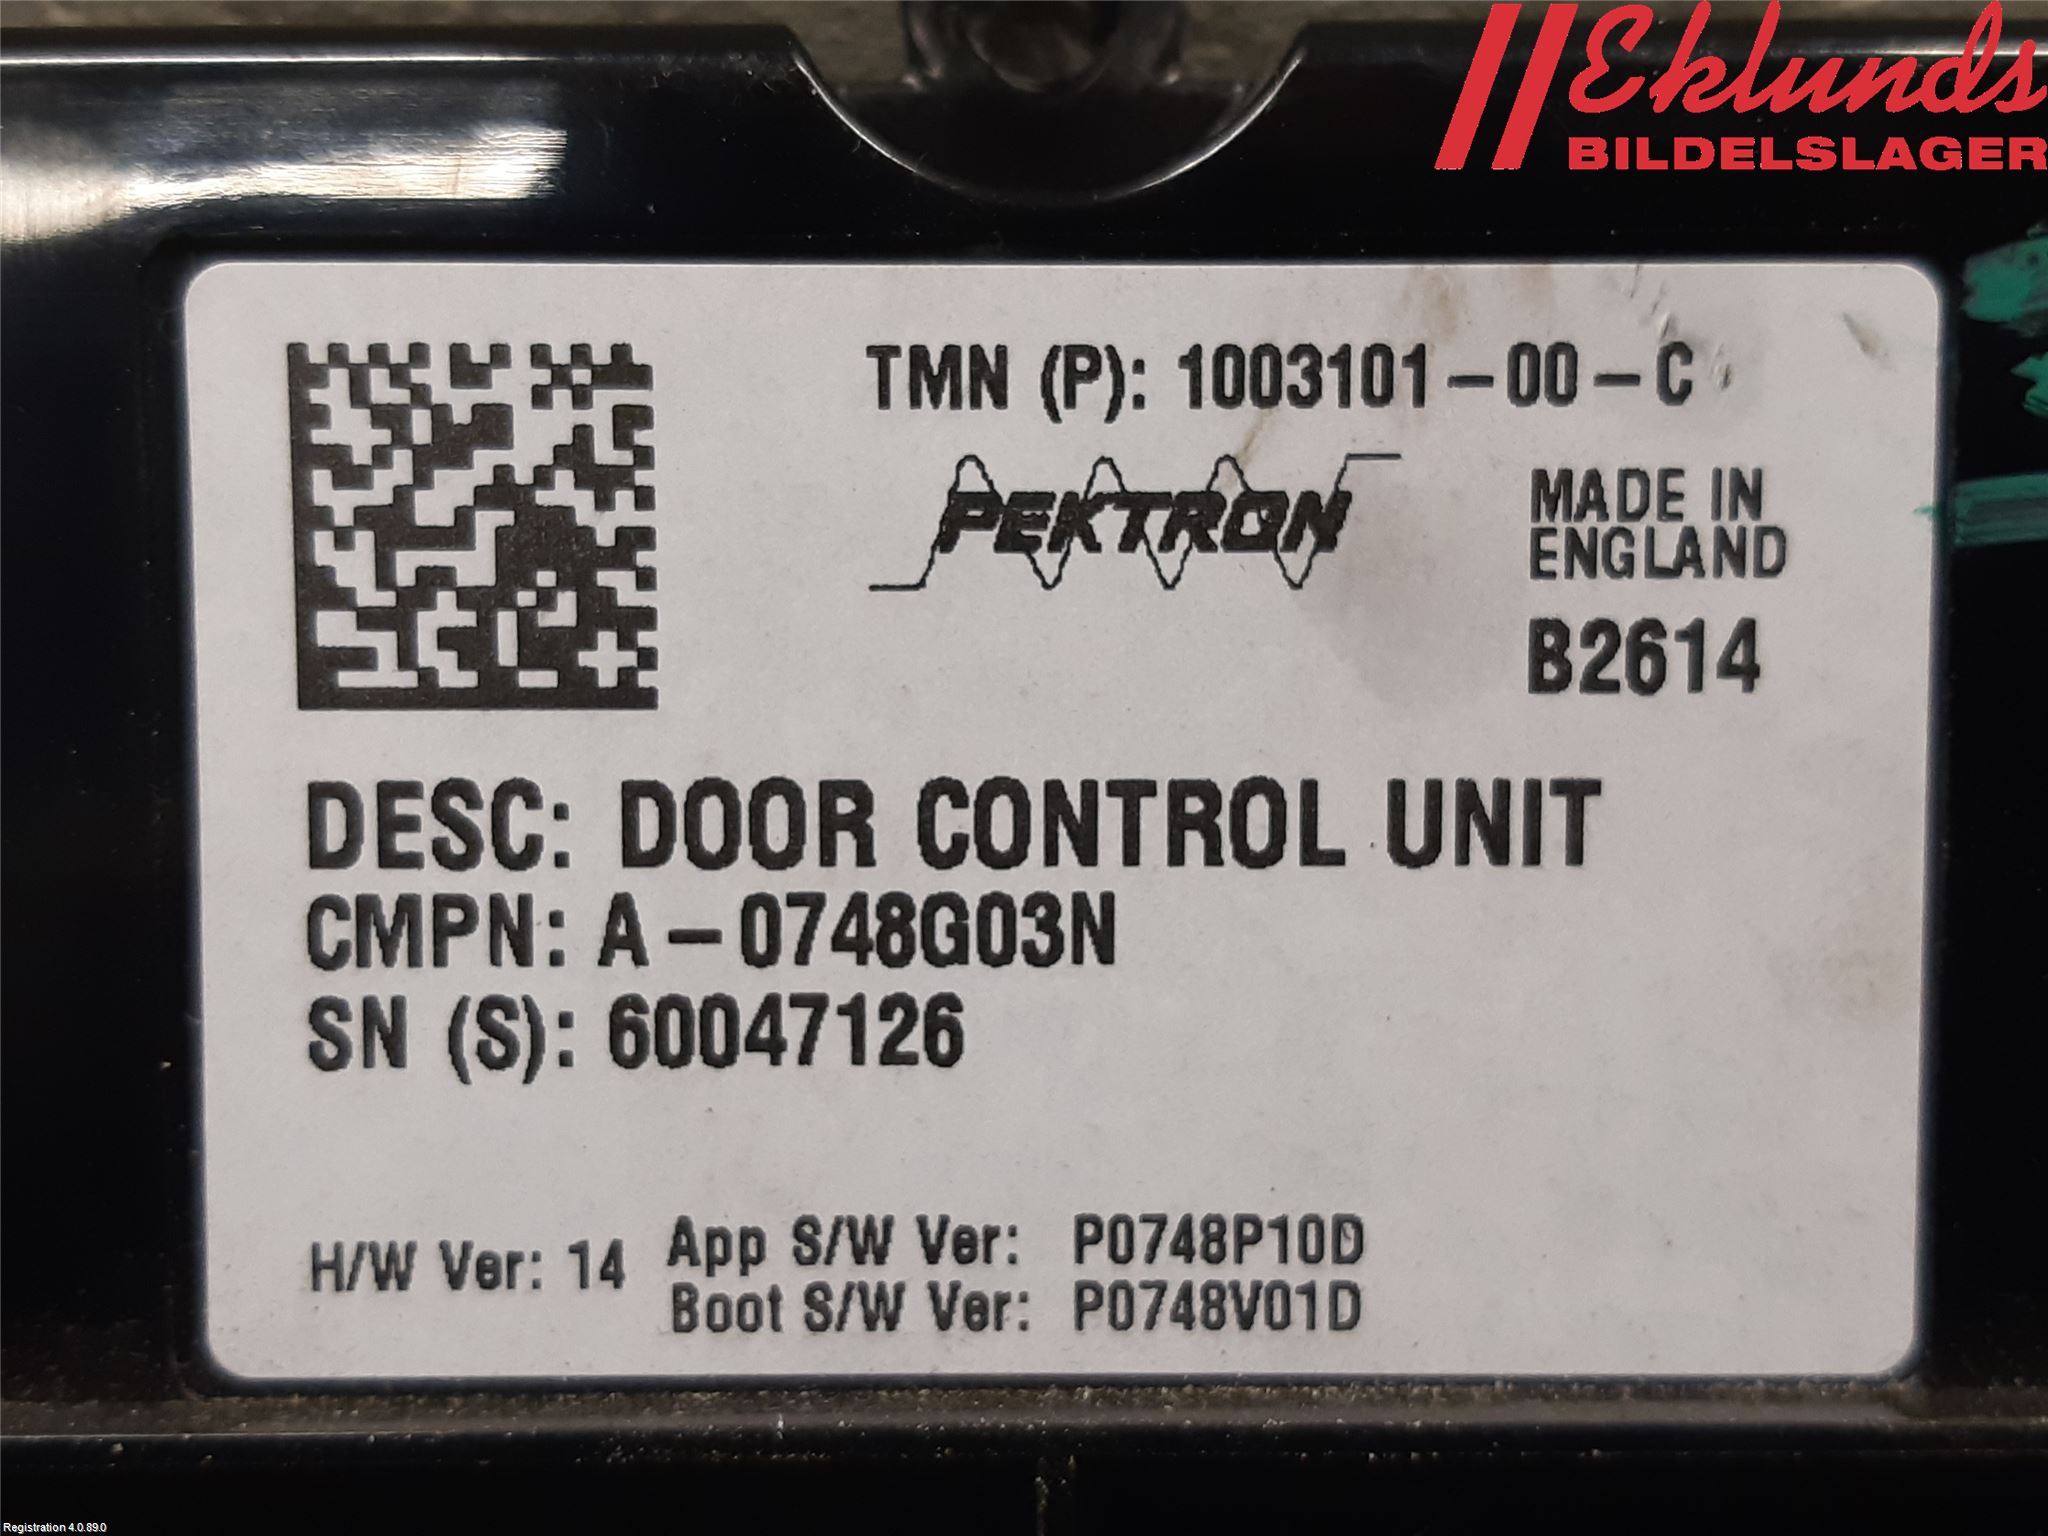 Eklunds
BILDELSLAGER
TMN (P): 1003101-00-C
PEKTRON
MADE IN
ENGLAND
B2614
DESC: DOOR CONTROL UNIT
CMPN: A-0748G03N
SN (S): 60047126
H/W Ver: 14
App S/W Ver: P0748P10D
Boot S/W Ver: P0748V01D
Registration 4.0.89.0